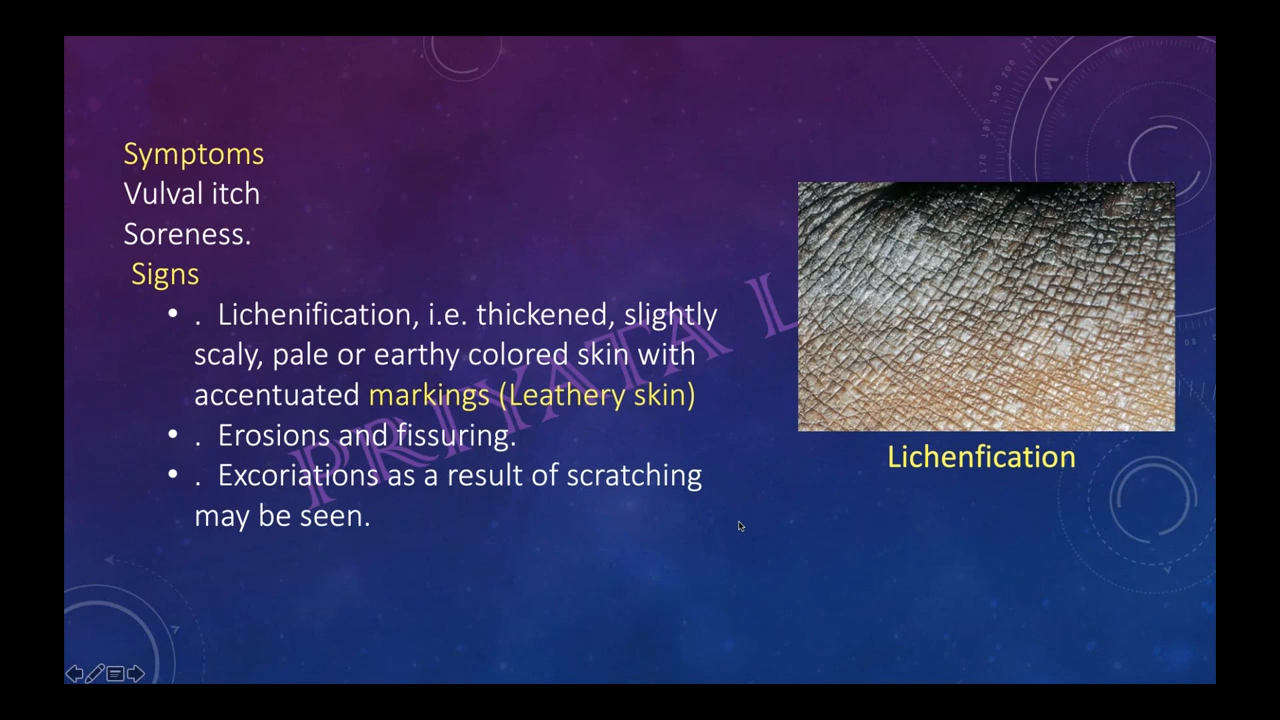 Symptoms
Vulval itch
Soreness.
Signs
• . Lichenification, i.e. thickened, slightly
scaly, pale or earthy colored skin with
accentuated markings (Leathery skin)
• . Erosions and fissuring.
• . Excoriations as a result of scratching
may be seen.
Lichenfication
PRIYATA L